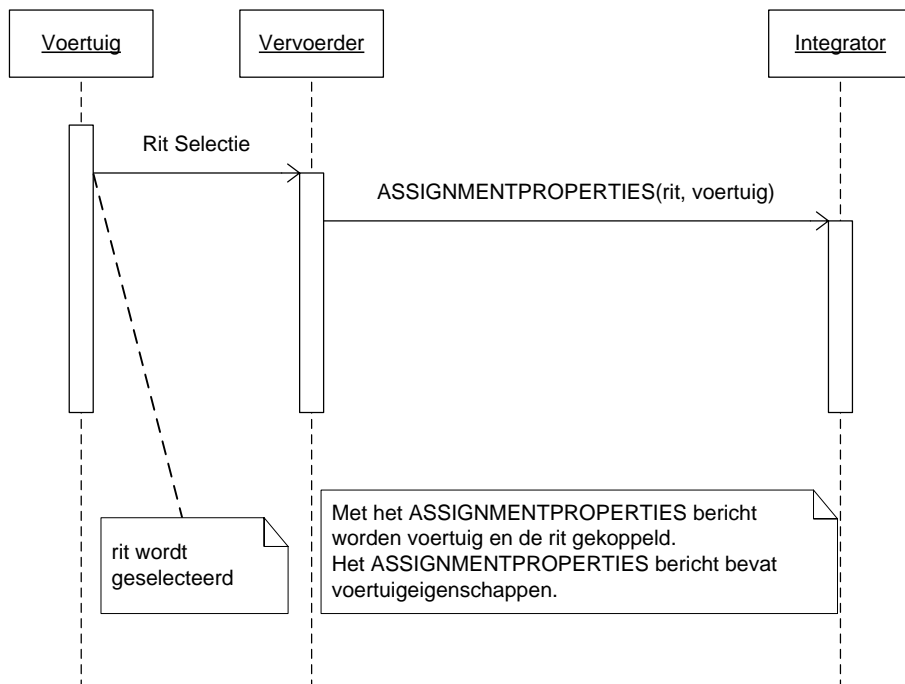 Voertuig
Vervoerder
Integrator
Rit Selectie
ASSIGNMENTPROPERTIES(rit, voertuig)
rit wordt
geselecteerd
Met het ASSIGNMENTPROPERTIES bericht
worden voertuig en de rit gekoppeld.
Het ASSIGNMENTPROPERTIES bericht bevat
voertuigeigenschappen.